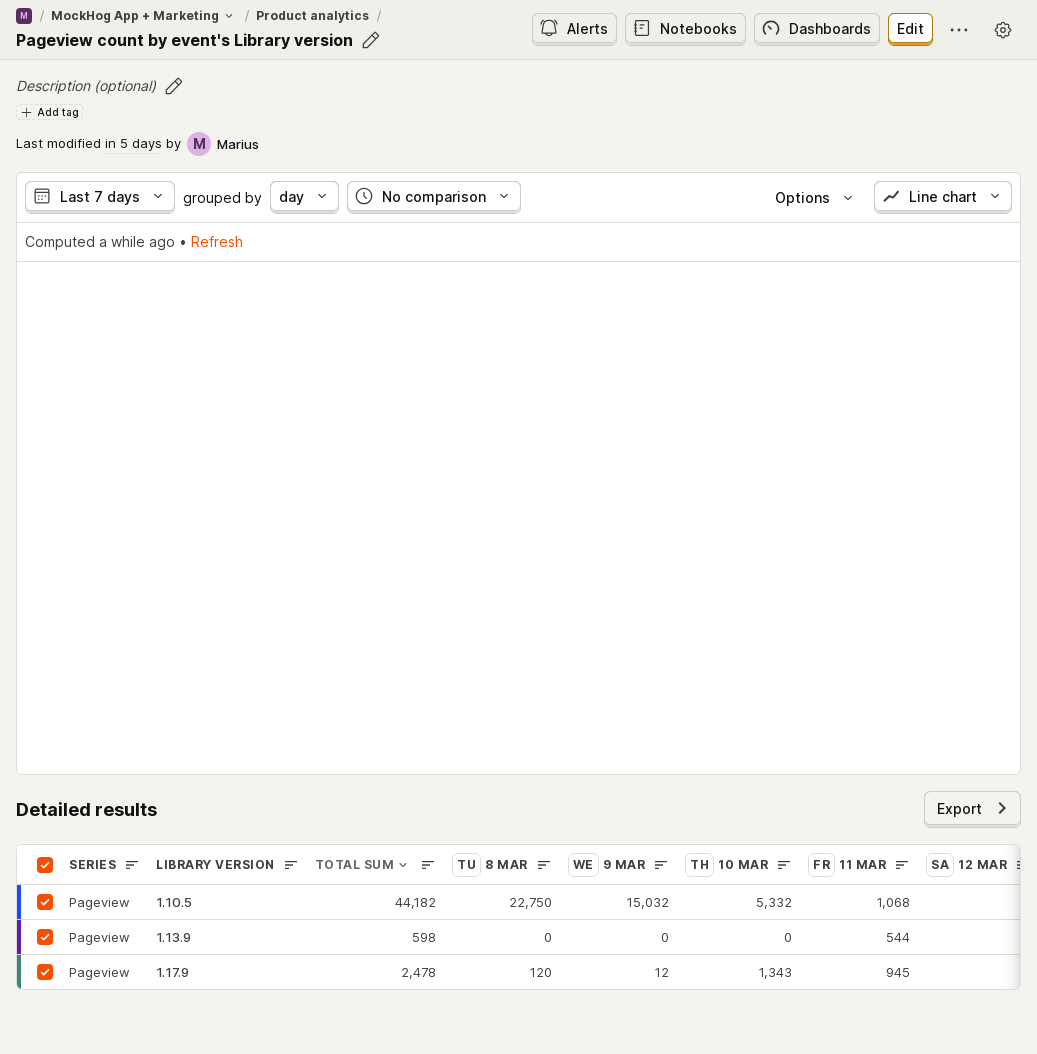 M / MockHog App + Marketing / Product analytics /
Pageview count by event's Library version
Alerts Notebooks Dashboards Edit
Description (optional)
Add tag
Last modified in 5 days by M Marius
Last 7 days grouped by day No comparison Options Line chart
Computed a while ago • Refresh
Detailed results Export
SERIES LIBRARY VERSION TOTAL SUM TU 8 MAR WE 9 MAR TH 10 MAR FR 11 MAR SA 12 MAR
Pageview 1.10.5 44,182 22,750 15,032 5,332 1,068
Pageview 1.13.9 598 0 0 0 544
Pageview 1.17.9 2,478 120 12 1,343 945